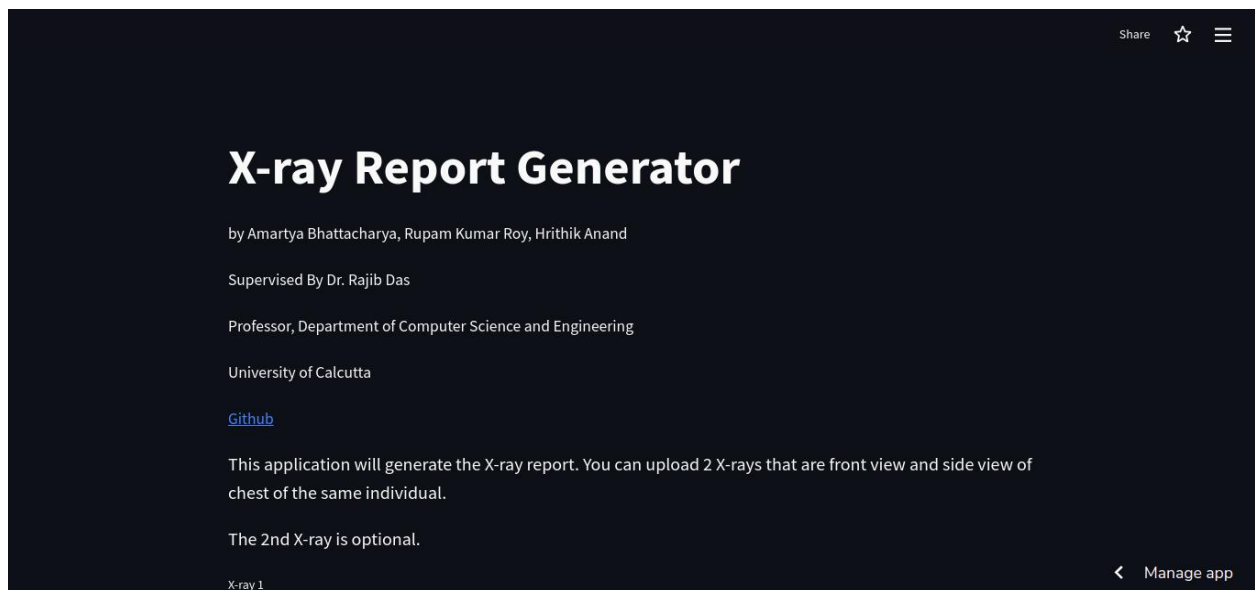 Share
X-ray Report Generator
by Amartya Bhattacharya, Rupam Kumar Roy, Hrithik Anand
Supervised By Dr. Rajib Das
Professor, Department of Computer Science and Engineering
University of Calcutta
Github
This application will generate the X-ray report. You can upload 2 X-rays that are front view and side view of
chest of the same individual.
The 2nd X-ray is optional.
X-ray 1
Manage app